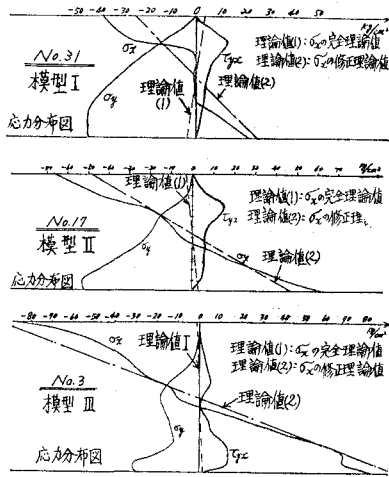 -50 -40 -30 -20 -10 0 10 20 30 40 50
kg/cm²
No.31
模型 I
σx
σy
τyx
理論値(1): σxの完全理論値
理論値(2): σxの修正理論値
理論値
(1)
理論値(2)
応力分布図
0
kg/cm²
No.17
模型 II
理論値(1)
σy
τyx
σx
理論値(1): σxの完全理論値
理論値(2): σxの修正理
理論値(2)
応力分布図
-80 -70 -60 -50 -40 -30 -20 -10 0 10 20 30 40 50 60 70 80
kg/cm²
No.3
模型 III
σx
理論値 I
σy
τyx
理論値(1): σxの完全理論値
理論値(2): σxの修正理論値
理論値(2)
応力分布図